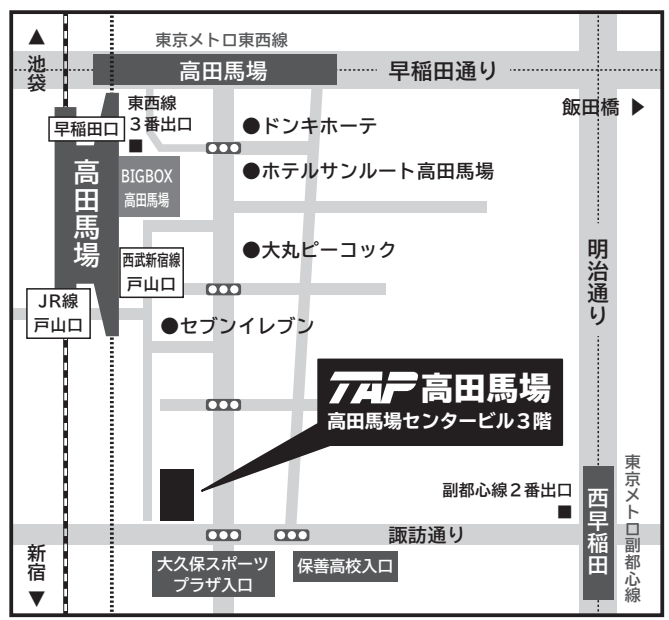 東京メトロ東西線
▲
池袋
高田馬場
早稲田通り
飯田橋 ▶
早稲田口
東西線
3番出口
■
●ドンキホーテ
高田馬場
BIGBOX
高田馬場
●ホテルサンルート高田馬場
西武新宿線
戸山口
●大丸ピーコック
明治通り
JR線
戸山口
●セブンイレブン
TAP 高田馬場
高田馬場センタービル3階
副都心線2番出口
■
西早稲田
東京メトロ副都心線
諏訪通り
新宿
▼
大久保スポーツ
プラザ入口
保善高校入口